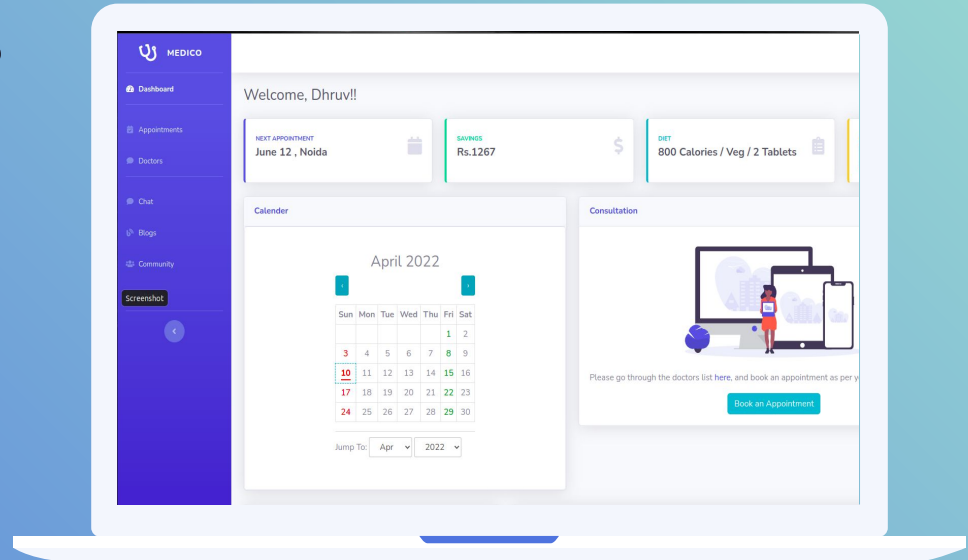 MEDICO
Dashboard
Appointments
Doctors
Chat
Blogs
Community
Screenshot
Welcome, Dhruv!!
NEXT APPOINTMENT
June 12 , Noida
SAVINGS
Rs.1267
DIET
800 Calories / Veg / 2 Tablets
Calender
April 2022
Sun Mon Tue Wed Thu Fri Sat
1 2
3 4 5 6 7 8 9
10 11 12 13 14 15 16
17 18 19 20 21 22 23
24 25 26 27 28 29 30
Jump To: Apr 2022
Consultation
Please go through the doctors list here, and book an appointment as per y
Book an Appointment